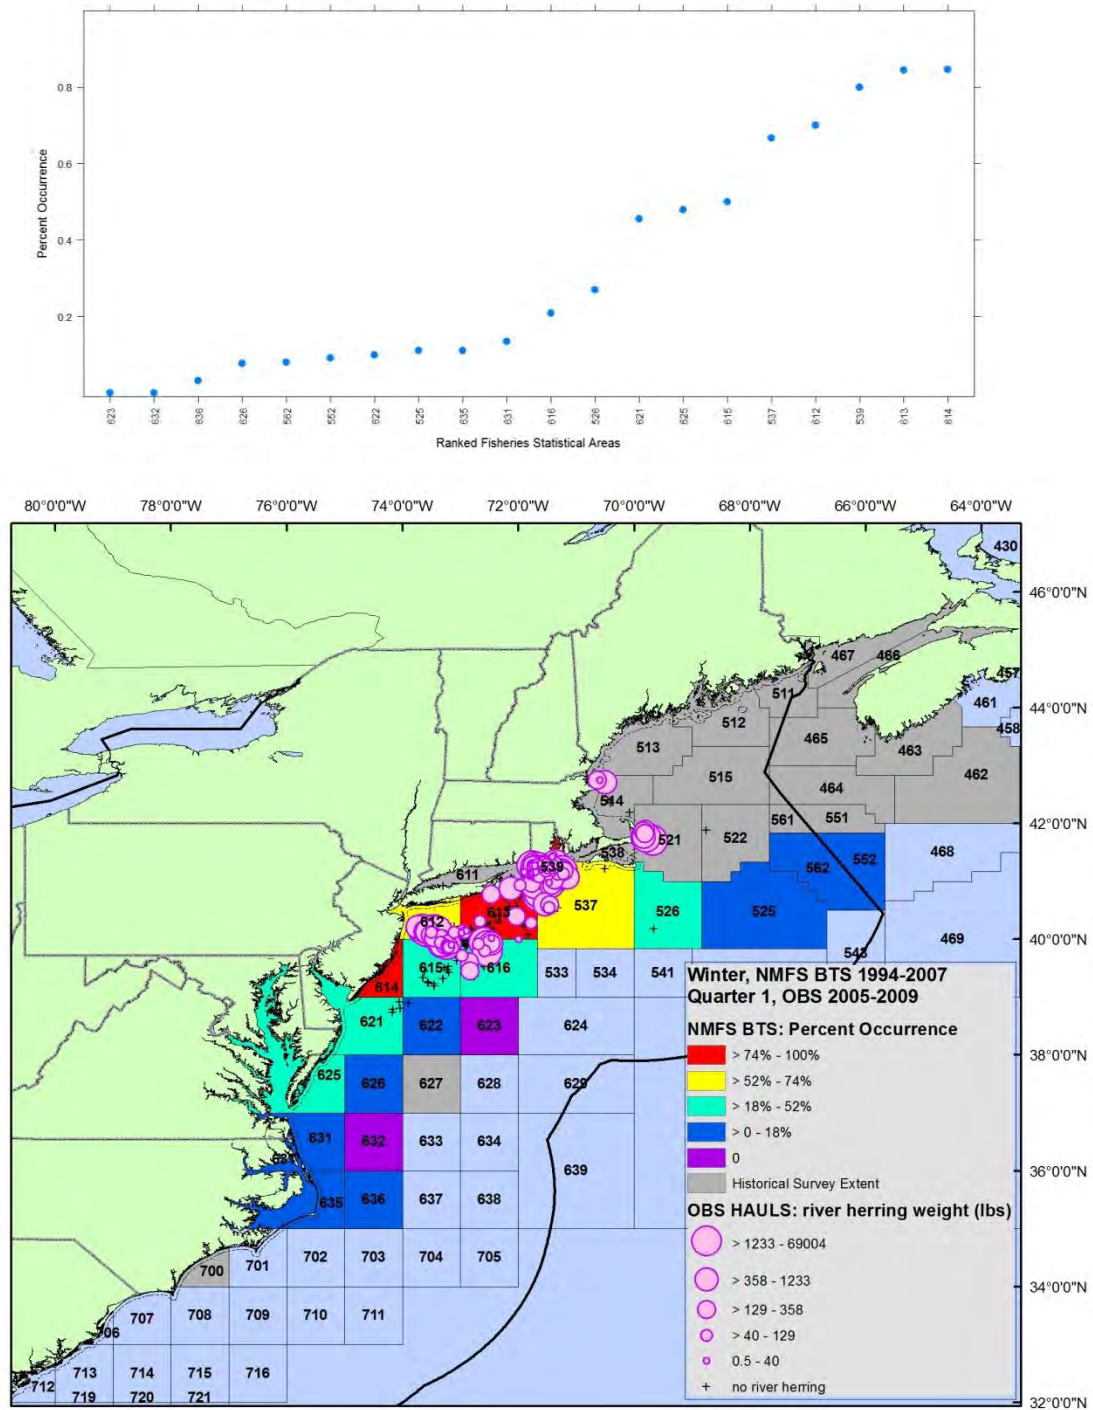 0.8
0.6
0.4
0.2
Percent Occurrence
623 632 636 626 562 552 622 525 635 631 616 526 621 625 615 537 612 539 613 614
Ranked Fisheries Statistical Areas
80°0'0"W 78°0'0"W 76°0'0"W 74°0'0"W 72°0'0"W 70°0'0"W 68°0'0"W 66°0'0"W 64°0'0"W
430
46°0'0"N
467 466
457
511 461
44°0'0"N
512 458
513 465 463
515 462
464
514
561 551
42°0'0"N
521 522
538
539 562 552 468
611
537 526 525
613
612
40°0'0"N
469
543
615 616 533 534 541
614
621 622 623 624
38°0'0"N
625 626 627 628 629
631 632 633 634
639
36°0'0"N
635 636 637 638
700 701 702 703 704 705
34°0'0"N
707 708 709 710 711
706
713 714 715 716
712 719 720 721
32°0'0"N
Winter, NMFS BTS 1994-2007
Quarter 1, OBS 2005-2009
NMFS BTS: Percent Occurrence
> 74% - 100%
> 52% - 74%
> 18% - 52%
> 0 - 18%
0
Historical Survey Extent
OBS HAULS: river herring weight (lbs)
> 1233 - 69004
> 358 - 1233
> 129 - 358
> 40 - 129
0.5 - 40
no river herring